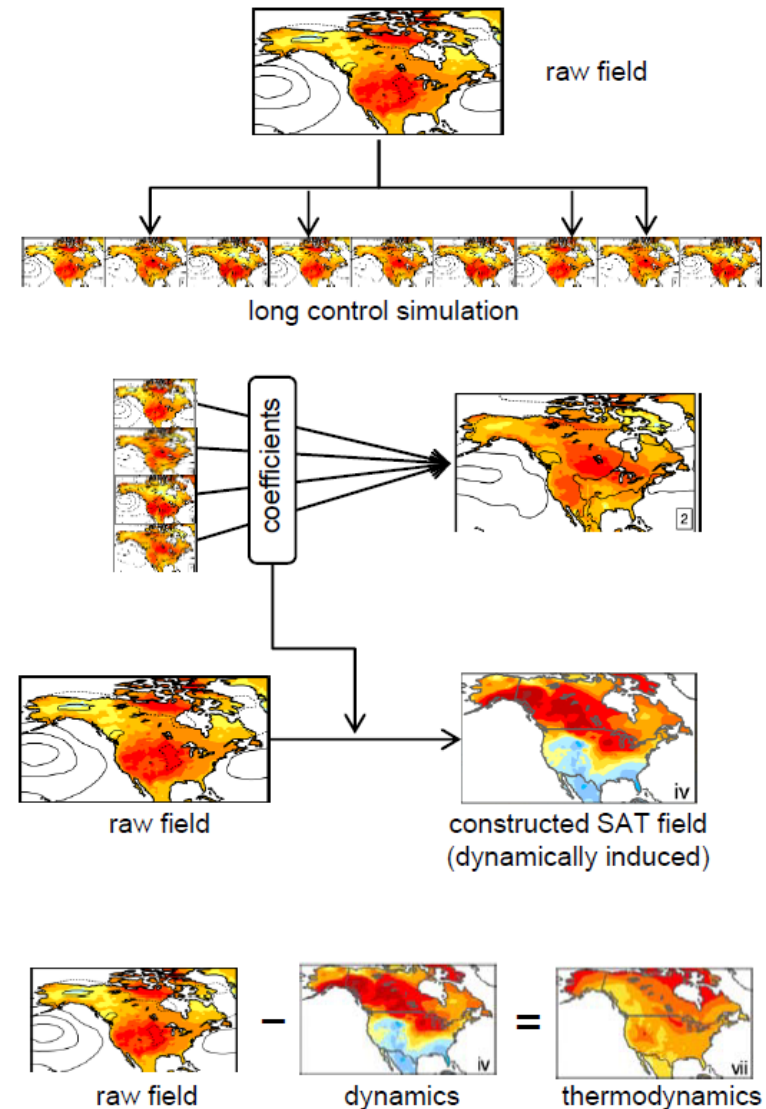 raw field
long control simulation
coefficients
2
iv
raw field
constructed SAT field
(dynamically induced)
iv
vii
raw field
dynamics
thermodynamics